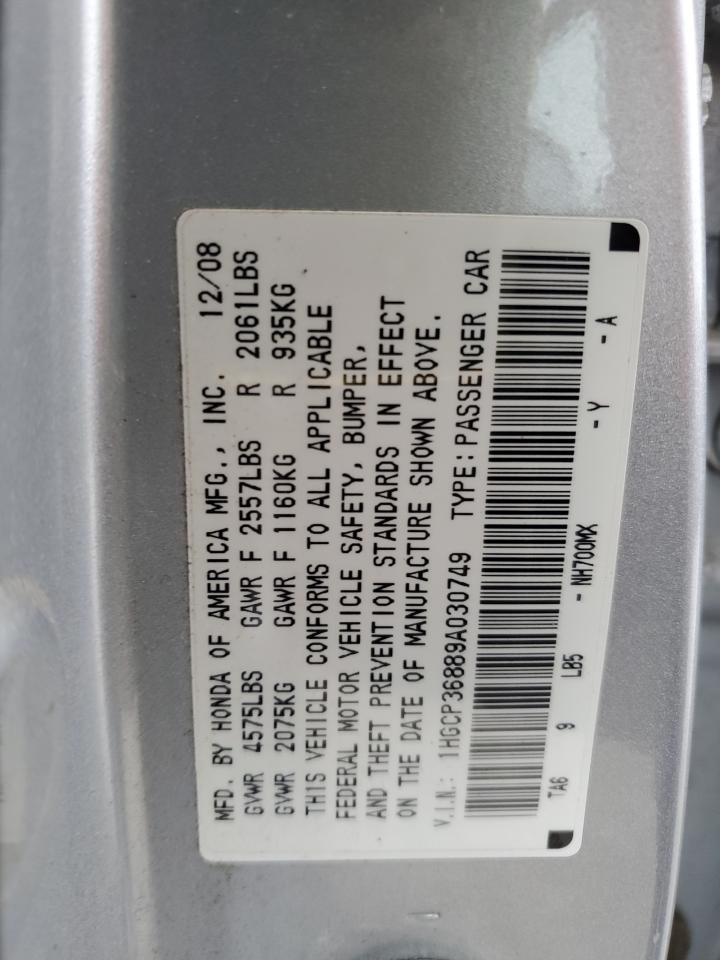 MFD. BY HONDA OF AMERICA MFG., INC. 12/08
GVWR 4575LBS GAWR F 2557LBS R 2061LBS
GVWR 2075KG GAWR F 1160KG R 935KG
THIS VEHICLE CONFORMS TO ALL APPLICABLE
FEDERAL MOTOR VEHICLE SAFETY, BUMPER,
AND THEFT PREVENTION STANDARDS IN EFFECT
ON THE DATE OF MANUFACTURE SHOWN ABOVE.
V.I.N.: 1HGCP36889A030749 TYPE: PASSENGER CAR
TA6 9 LB5 - NH700MX - Y - A